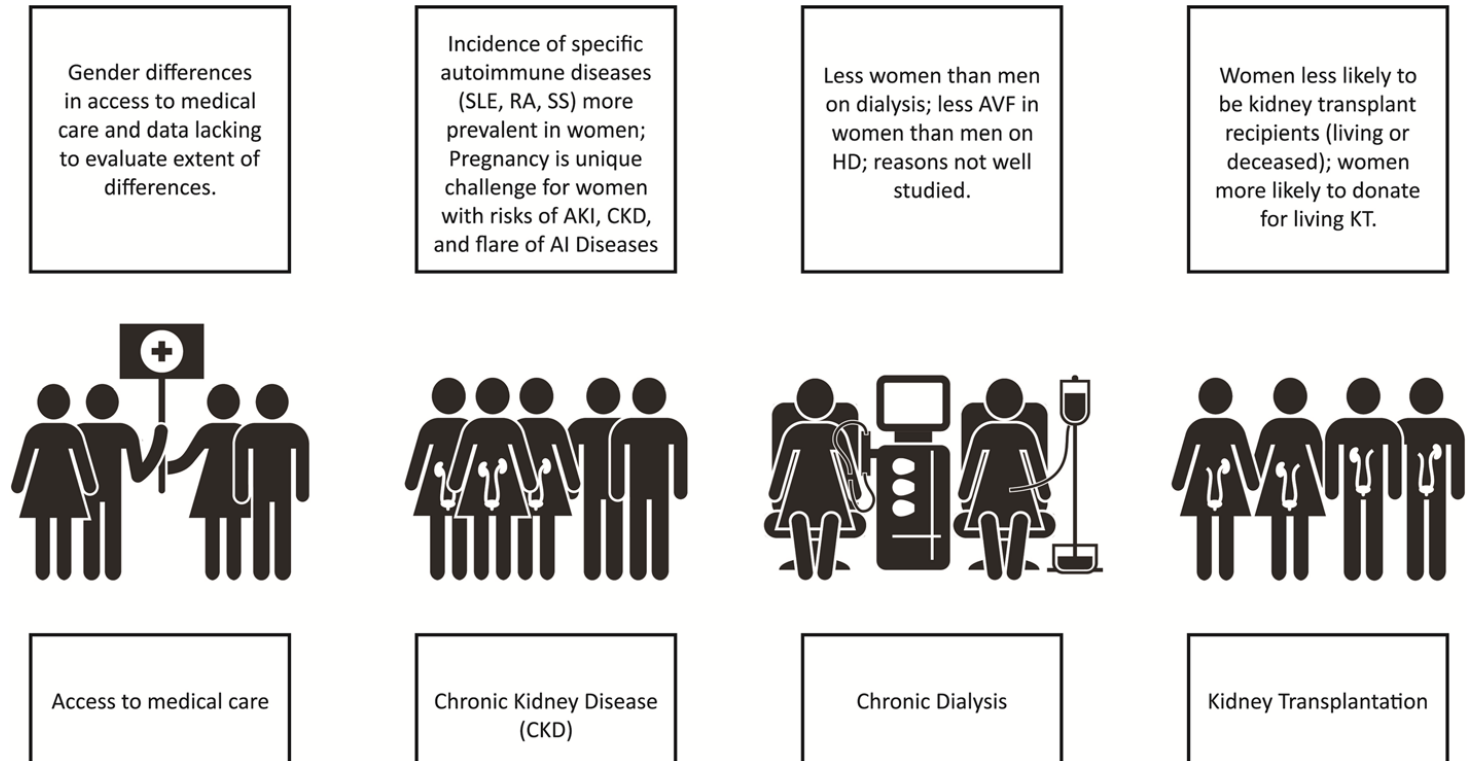 Gender differences
in access to medical
care and data lacking
to evaluate extent of
differences.
Incidence of specific
autoimmune diseases
(SLE, RA, SS) more
prevalent in women;
Pregnancy is unique
challenge for women
with risks of AKI, CKD,
and flare of AI Diseases
Less women than men
on dialysis; less AVF in
women than men on
HD; reasons not well
studied.
Women less likely to
be kidney transplant
recipients (living or
deceased); women
more likely to donate
for living KT.
Access to medical care
Chronic Kidney Disease
(CKD)
Chronic Dialysis
Kidney Transplantation